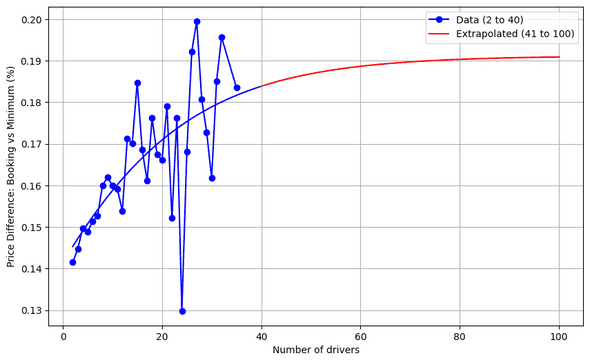 0.20
0.19
0.18
0.17
0.16
0.15
0.14
0.13
Price Difference: Booking vs Minimum (%)
Data (2 to 40)
Extrapolated (41 to 100)
0 20 40 60 80 100
Number of drivers